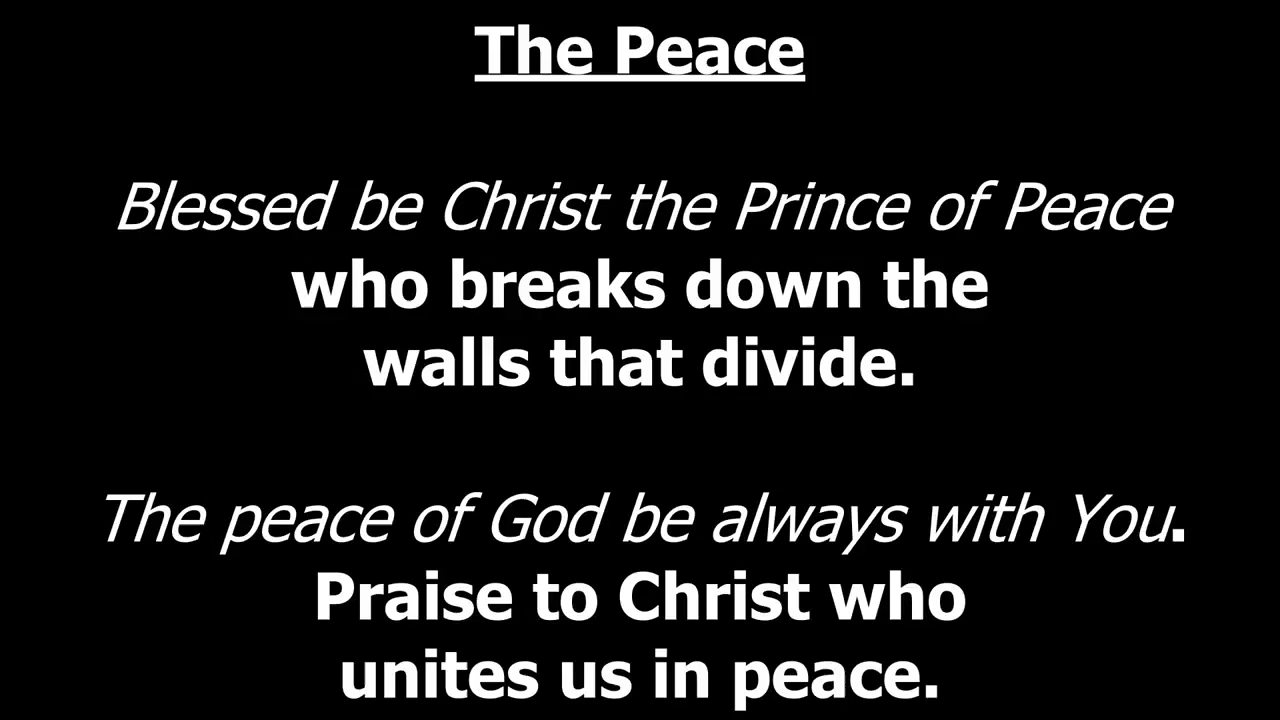 The Peace
Blessed be Christ the Prince of Peace
who breaks down the
walls that divide.
The peace of God be always with You.
Praise to Christ who
unites us in peace.